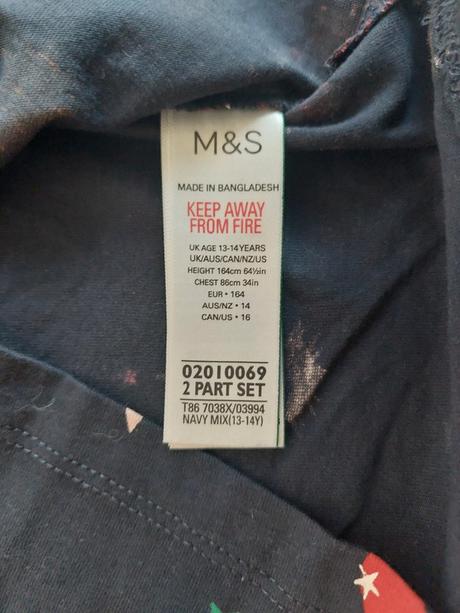 M&S
MADE IN BANGLADESH
KEEP AWAY
FROM FIRE
UK AGE 13-14 YEARS
UK/AUS/CAN/NZ/US
HEIGHT 164cm 64½in
CHEST 86cm 34in
EUR • 164
AUS/NZ • 14
CAN/US • 16
02010069
2 PART SET
T86 7038X/03994
NAVY MIX(13-14Y)